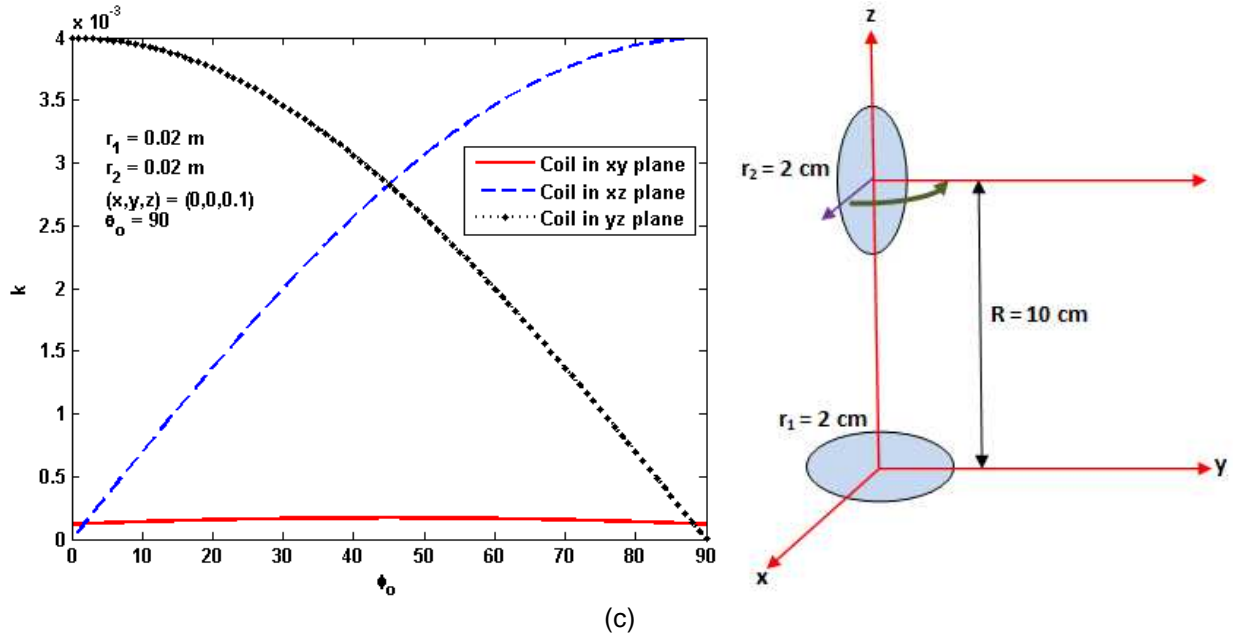 x 10⁻³
4
3.5
3
2.5
2
1.5
1
0.5
0
k
r₁ = 0.02 m
r₂ = 0.02 m
(x,y,z) = (0,0,0.1)
θₒ = 90
Coil in xy plane
Coil in xz plane
Coil in yz plane
0 10 20 30 40 50 60 70 80 90
ϕₒ
z
r₂ = 2 cm
R = 10 cm
r₁ = 2 cm
y
x
(c)